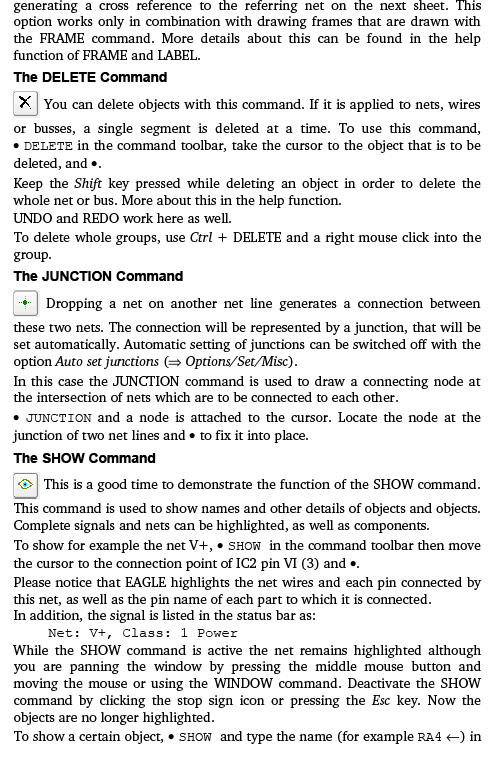 generating a cross reference to the referring net on the next sheet. This
option works only in combination with drawing frames that are drawn with
the FRAME command. More details about this can be found in the help
function of FRAME and LABEL.
The DELETE Command
You can delete objects with this command. If it is applied to nets, wires
or busses, a single segment is deleted at a time. To use this command,
• DELETE in the command toolbar, take the cursor to the object that is to be
deleted, and •.
Keep the Shift key pressed while deleting an object in order to delete the
whole net or bus. More about this in the help function.
UNDO and REDO work here as well.
To delete whole groups, use Ctrl + DELETE and a right mouse click into the
group.
The JUNCTION Command
Dropping a net on another net line generates a connection between
these two nets. The connection will be represented by a junction, that will be
set automatically. Automatic setting of junctions can be switched off with the
option Auto set junctions (⇒ Options/Set/Misc).
In this case the JUNCTION command is used to draw a connecting node at
the intersection of nets which are to be connected to each other.
• JUNCTION and a node is attached to the cursor. Locate the node at the
junction of two net lines and • to fix it into place.
The SHOW Command
This is a good time to demonstrate the function of the SHOW command.
This command is used to show names and other details of objects and objects.
Complete signals and nets can be highlighted, as well as components.
To show for example the net V+, • SHOW in the command toolbar then move
the cursor to the connection point of IC2 pin VI (3) and •.
Please notice that EAGLE highlights the net wires and each pin connected by
this net, as well as the pin name of each part to which it is connected.
In addition, the signal is listed in the status bar as:
Net: V+, Class: 1 Power
While the SHOW command is active the net remains highlighted although
you are panning the window by pressing the middle mouse button and
moving the mouse or using the WINDOW command. Deactivate the SHOW
command by clicking the stop sign icon or pressing the Esc key. Now the
objects are no longer highlighted.
To show a certain object, • SHOW and type the name (for example RA4 ←) in